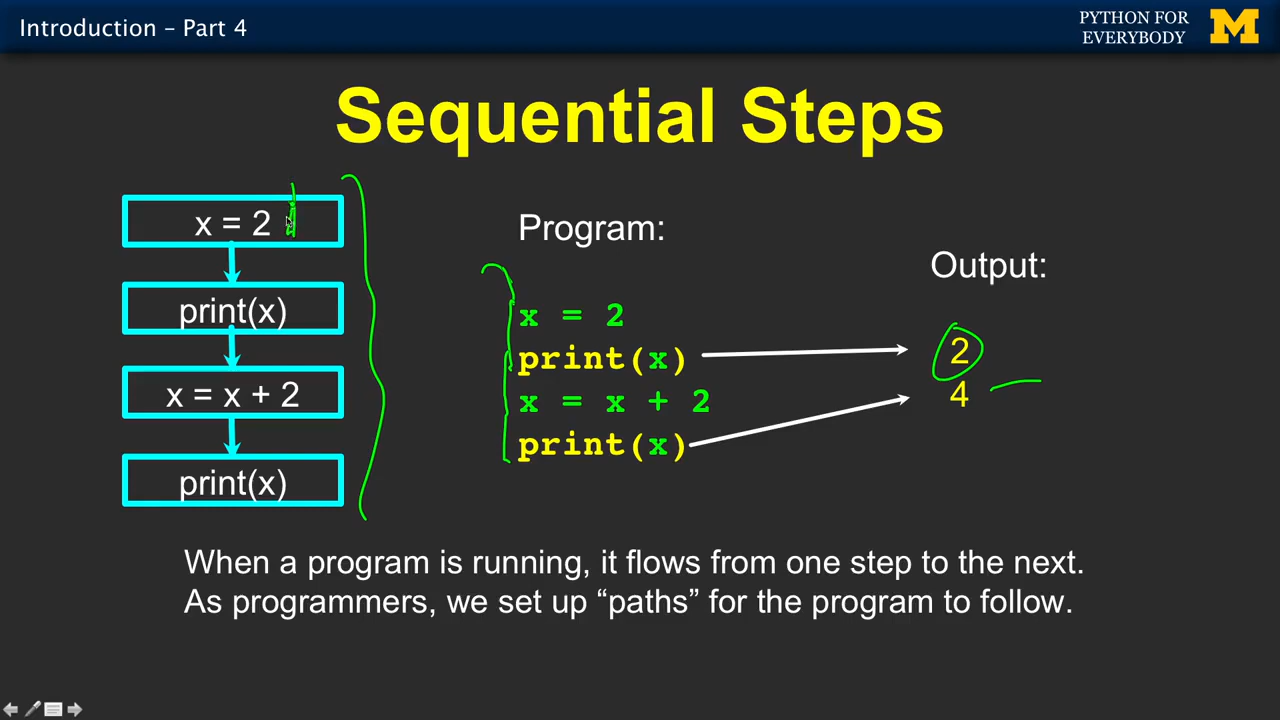 Introduction – Part 4
PYTHON FOR
EVERYBODY
M
Sequential Steps
x = 2
print(x)
x = x + 2
print(x)
Program:
x = 2
print(x)
x = x + 2
print(x)
Output:
2
4
When a program is running, it flows from one step to the next.
As programmers, we set up “paths” for the program to follow.